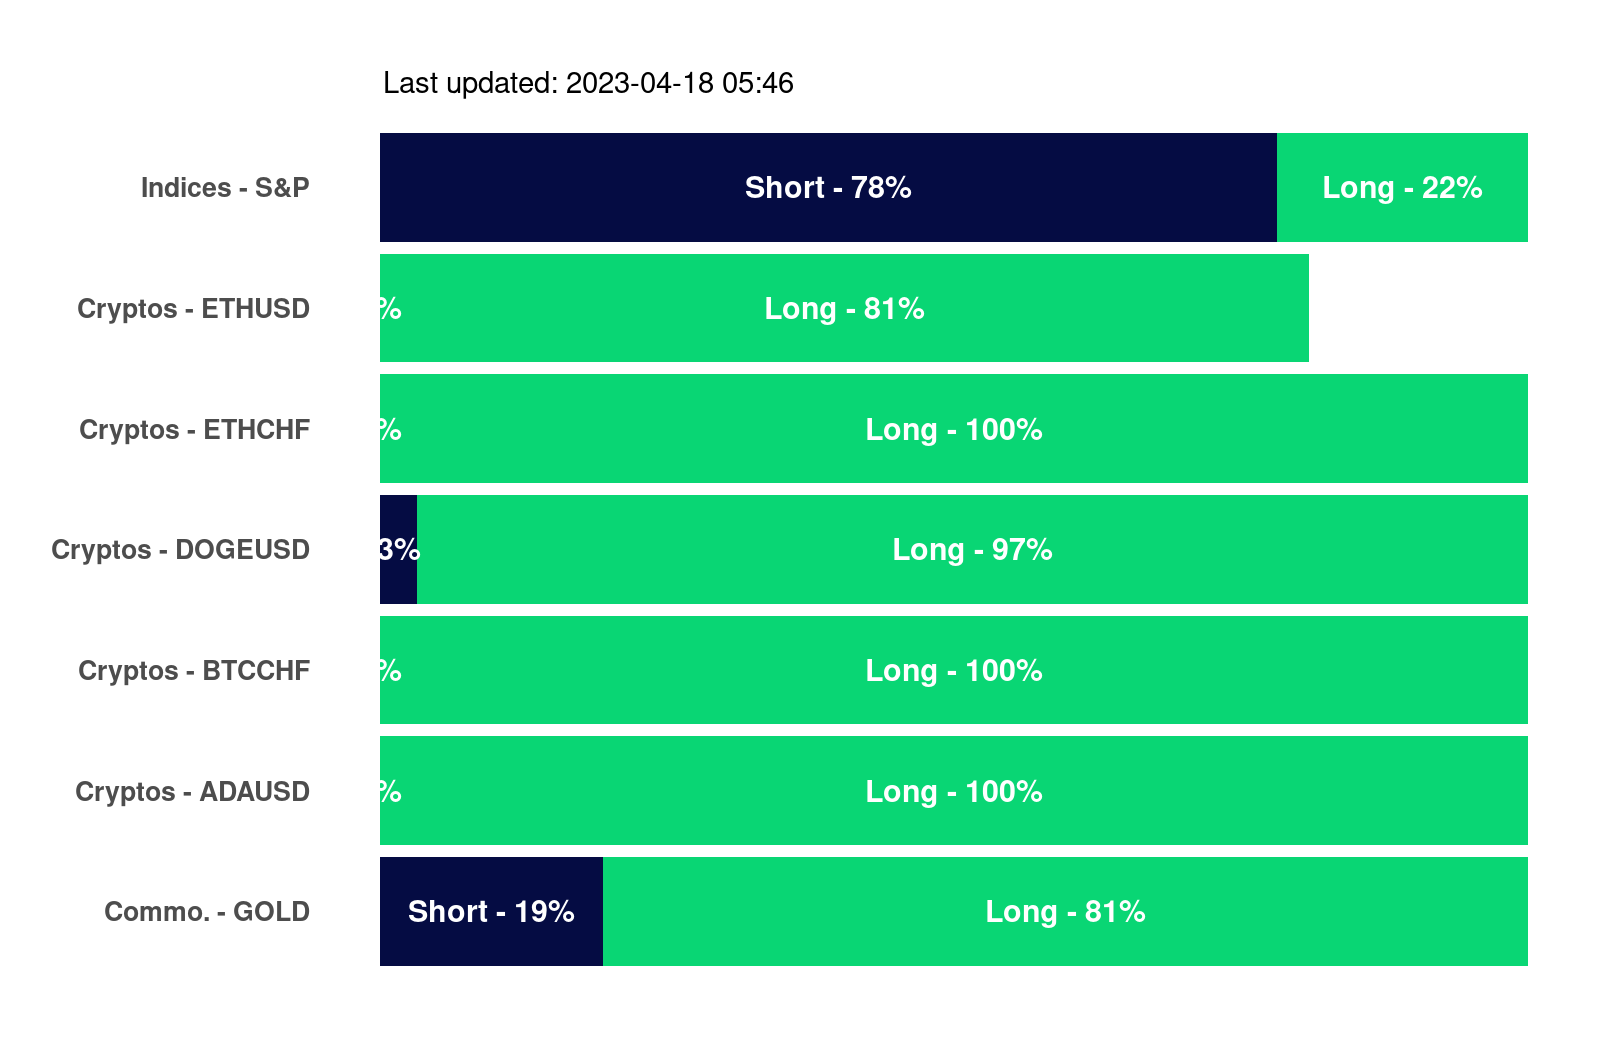 Last updated: 2023-04-18 05:46
Indices - S&P Short - 78% Long - 22%
Cryptos - ETHUSD % Long - 81%
Cryptos - ETHCHF % Long - 100%
Cryptos - DOGEUSD 3% Long - 97%
Cryptos - BTCCHF % Long - 100%
Cryptos - ADAUSD % Long - 100%
Commo. - GOLD Short - 19% Long - 81%